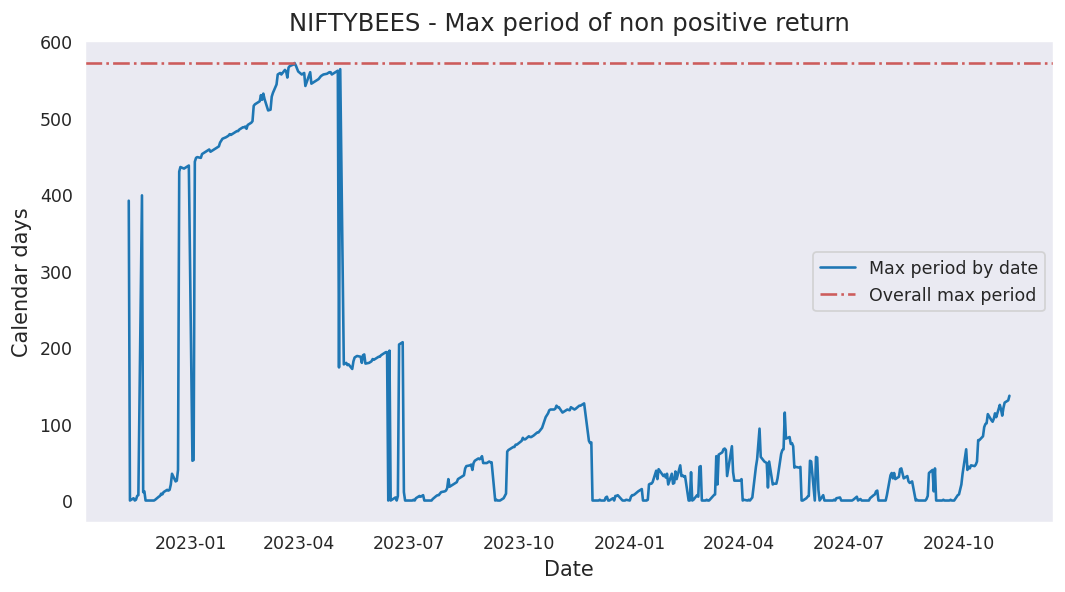 NIFTYBEES - Max period of non positive return
600
500
400
300
200
100
0
Calendar days
Max period by date
Overall max period
2023-01 2023-04 2023-07 2023-10 2024-01 2024-04 2024-07 2024-10
Date